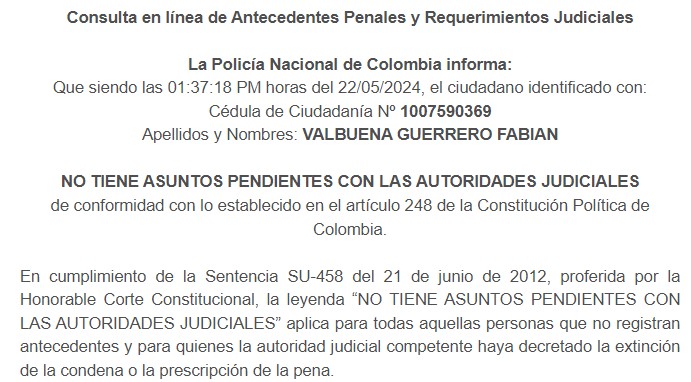 Consulta en línea de Antecedentes Penales y Requerimientos Judiciales
La Policía Nacional de Colombia informa:
Que siendo las 01:37:18 PM horas del 22/05/2024, el ciudadano identificado con:
Cédula de Ciudadanía Nº 1007590369
Apellidos y Nombres: VALBUENA GUERRERO FABIAN
NO TIENE ASUNTOS PENDIENTES CON LAS AUTORIDADES JUDICIALES
de conformidad con lo establecido en el artículo 248 de la Constitución Política de
Colombia.
En cumplimiento de la Sentencia SU-458 del 21 de junio de 2012, proferida por la
Honorable Corte Constitucional, la leyenda “NO TIENE ASUNTOS PENDIENTES CON
LAS AUTORIDADES JUDICIALES” aplica para todas aquellas personas que no registran
antecedentes y para quienes la autoridad judicial competente haya decretado la extinción
de la condena o la prescripción de la pena.